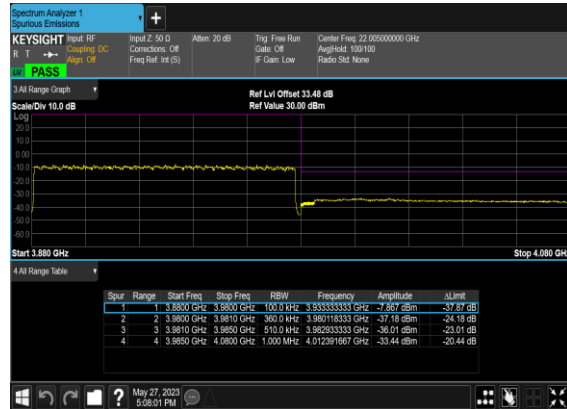 Spectrum Analyzer 1
Spurious Emissions
KEYSIGHT Input: RF Input Z: 50 Ω Atten: 20 dB Trig: Free Run Center Freq: 22.005000000 GHz
R T Coupling: DC Corrections: Off Gate: Off Avg|Hold: 100/100
Align: Off Freq Ref: Int (S) IF Gain: Low Radio Std: None
PASS
3 All Range Graph Ref Lvl Offset 33.48 dB
Scale/Div 10.0 dB Ref Value 30.00 dBm
Log
20.0
10.0
0.00
-10.0
-20.0
-30.0
-40.0
-50.0
-60.0
Start 3.880 GHz Stop 4.080 GHz
4 All Range Table
Spur Range Start Freq Stop Freq RBW Frequency Amplitude ΔLimit
1 1 3.8800 GHz 3.9800 GHz 100.0 kHz 3.933333333 GHz -7.867 dBm -37.87 dB
2 2 3.9800 GHz 3.9810 GHz 360.0 kHz 3.980118333 GHz -37.18 dBm -24.18 dB
3 3 3.9810 GHz 3.9850 GHz 510.0 kHz 3.982933333 GHz -36.01 dBm -23.01 dB
4 4 3.9850 GHz 4.0800 GHz 1.000 MHz 4.012391667 GHz -33.44 dBm -20.44 dB
? May 27, 2023
5:08:01 PM